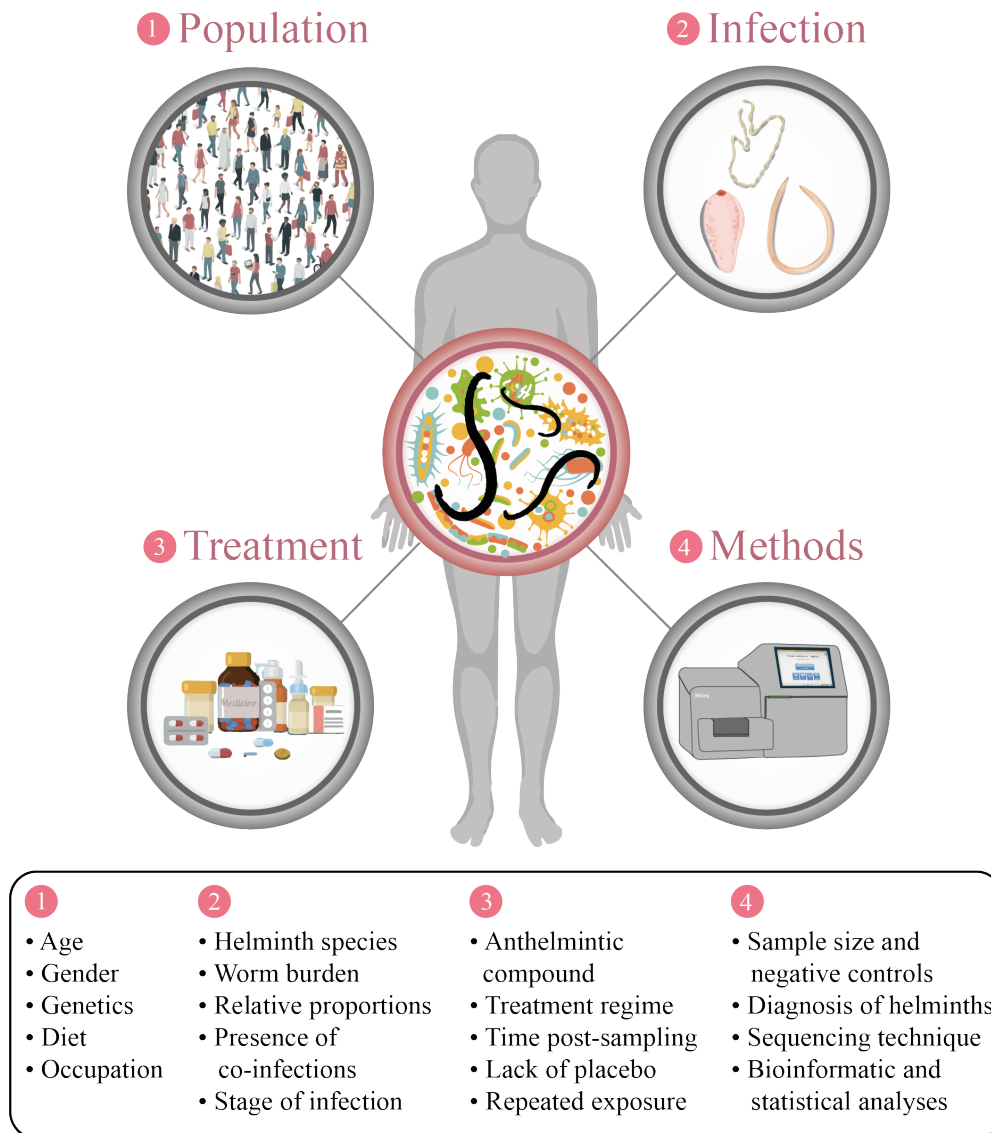 1 Population
2 Infection
3 Treatment
4 Methods
Medicine
MiSeq
1
• Age
• Gender
• Genetics
• Diet
• Occupation
2
• Helminth species
• Worm burden
• Relative proportions
• Presence of
co-infections
• Stage of infection
3
• Anthelmintic
compound
• Treatment regime
• Time post-sampling
• Lack of placebo
• Repeated exposure
4
• Sample size and
negative controls
• Diagnosis of helminths
• Sequencing technique
• Bioinformatic and
statistical analyses